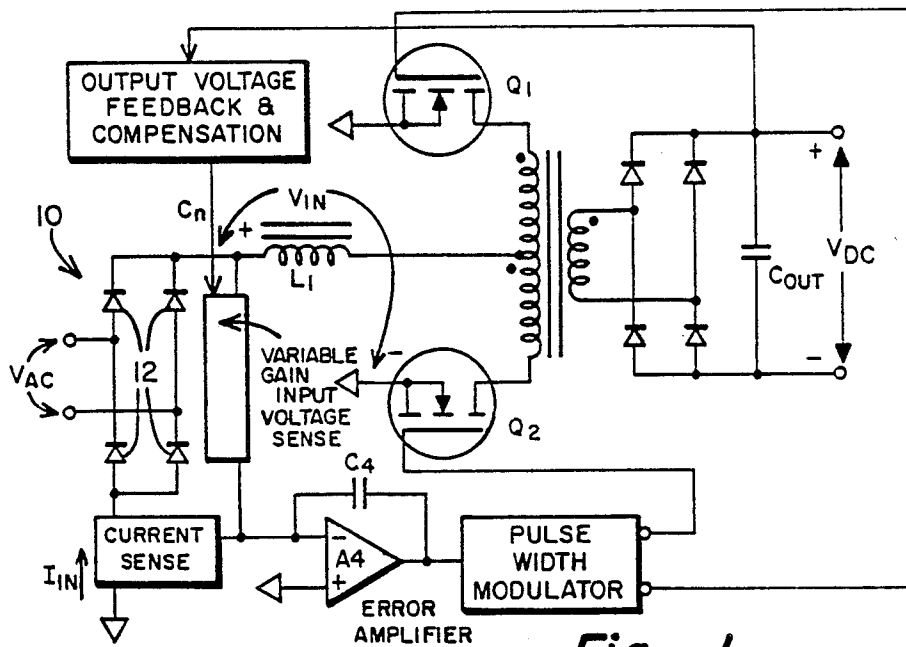 OUTPUT VOLTAGE
FEEDBACK &
COMPENSATION
Q1
10
Cn
+
VIN
L1
+
VDC
COUT
-
VAC
12
VARIABLE
GAIN
INPUT
VOLTAGE
SENSE
-
Q2
C4
CURRENT
SENSE
IIN
-
A4
+
ERROR
AMPLIFIER
PULSE
WIDTH
MODULATOR